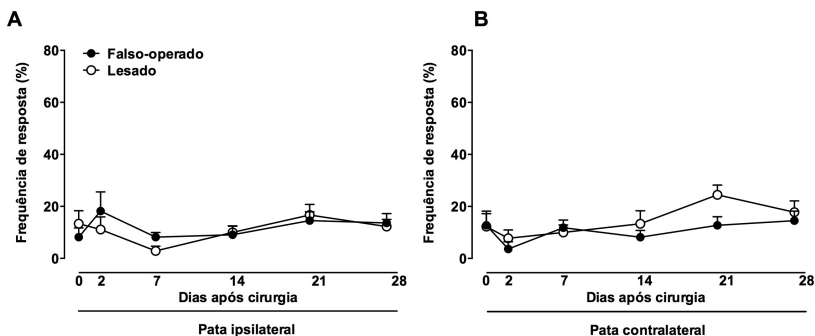 A
B
Falso-operado
Lesado
Frequência de resposta (%)
80
60
40
20
0
0 2 7 14 21 28
Dias após cirurgia
Pata ipsilateral
Frequência de resposta (%)
80
60
40
20
0
0 2 7 14 21 28
Dias após cirurgia
Pata contralateral